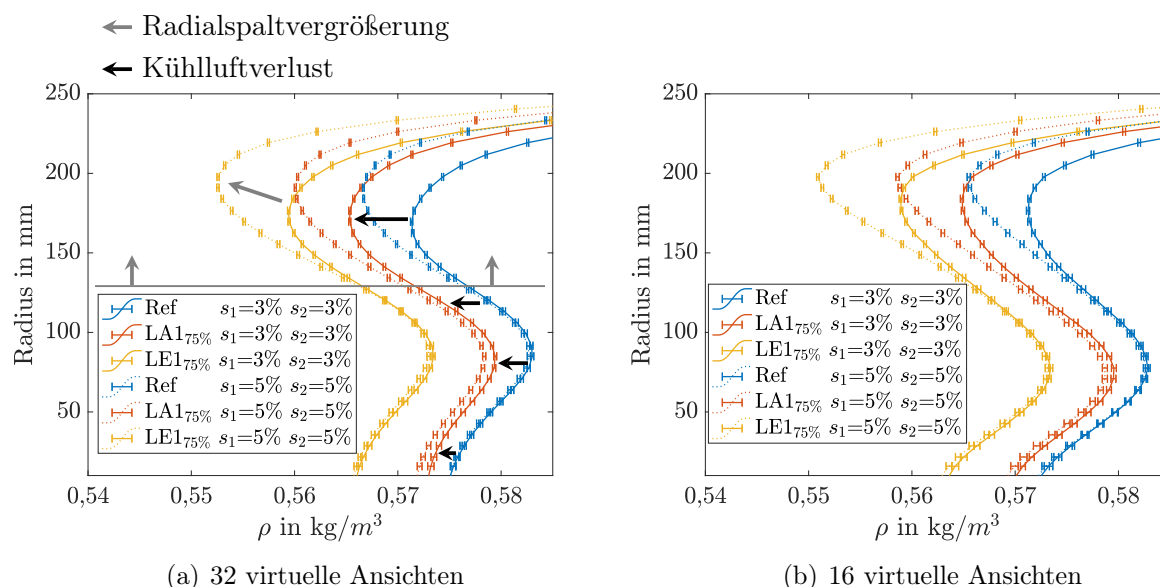 Radialspaltvergrößerung
Kühlluftverlust
Radius in mm
250
200
150
100
50
Ref s₁=3% s₂=3%
LA1₇₅% s₁=3% s₂=3%
LE1₇₅% s₁=3% s₂=3%
Ref s₁=5% s₂=5%
LA1₇₅% s₁=5% s₂=5%
LE1₇₅% s₁=5% s₂=5%
0,54 0,55 0,56 0,57 0,58
ρ in kg/m³
(a) 32 virtuelle Ansichten
Radius in mm
250
200
150
100
50
Ref s₁=3% s₂=3%
LA1₇₅% s₁=3% s₂=3%
LE1₇₅% s₁=3% s₂=3%
Ref s₁=5% s₂=5%
LA1₇₅% s₁=5% s₂=5%
LE1₇₅% s₁=5% s₂=5%
0,54 0,55 0,56 0,57 0,58
ρ in kg/m³
(b) 16 virtuelle Ansichten